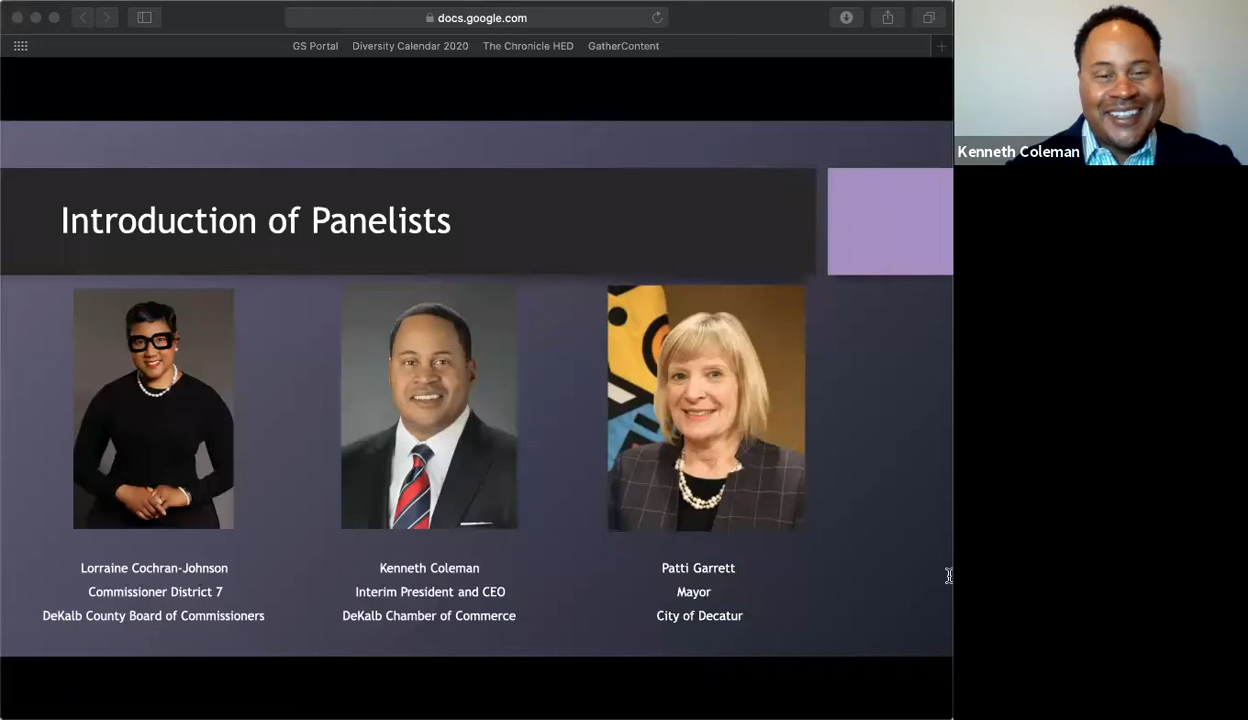 docs.google.com
GS Portal Diversity Calendar 2020 The Chronicle HED GatherContent
Kenneth Coleman
Introduction of Panelists
Lorraine Cochran-Johnson
Commissioner District 7
DeKalb County Board of Commissioners
Kenneth Coleman
Interim President and CEO
DeKalb Chamber of Commerce
Patti Garrett
Mayor
City of Decatur